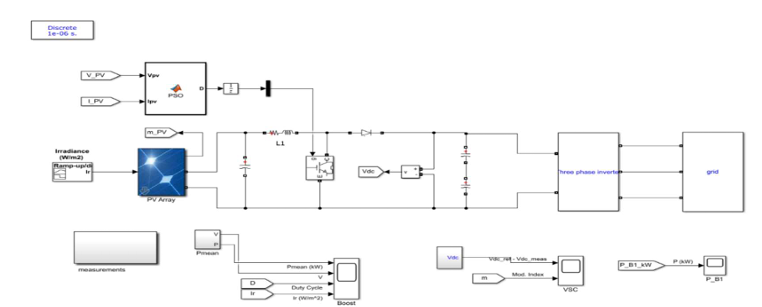 Discrete
1e-06 s.
V_PV
Vpv
D
PSO
I_PV
Ipv
m_PV
L1
Irradiance
(W/m2)
Ramp-up/d
Ir
PV Array
Vdc
v
Three phase inverter
grid
measurements
V
P
Pmean
Pmean (kW)
V
D
Duty Cycle
Ir
Ir (W/m^2)
Boost
Vdc
Vdc_ref - Vdc_meas
m
Mod. Index
VSC
P_B1_kW
P (kW)
P_B1